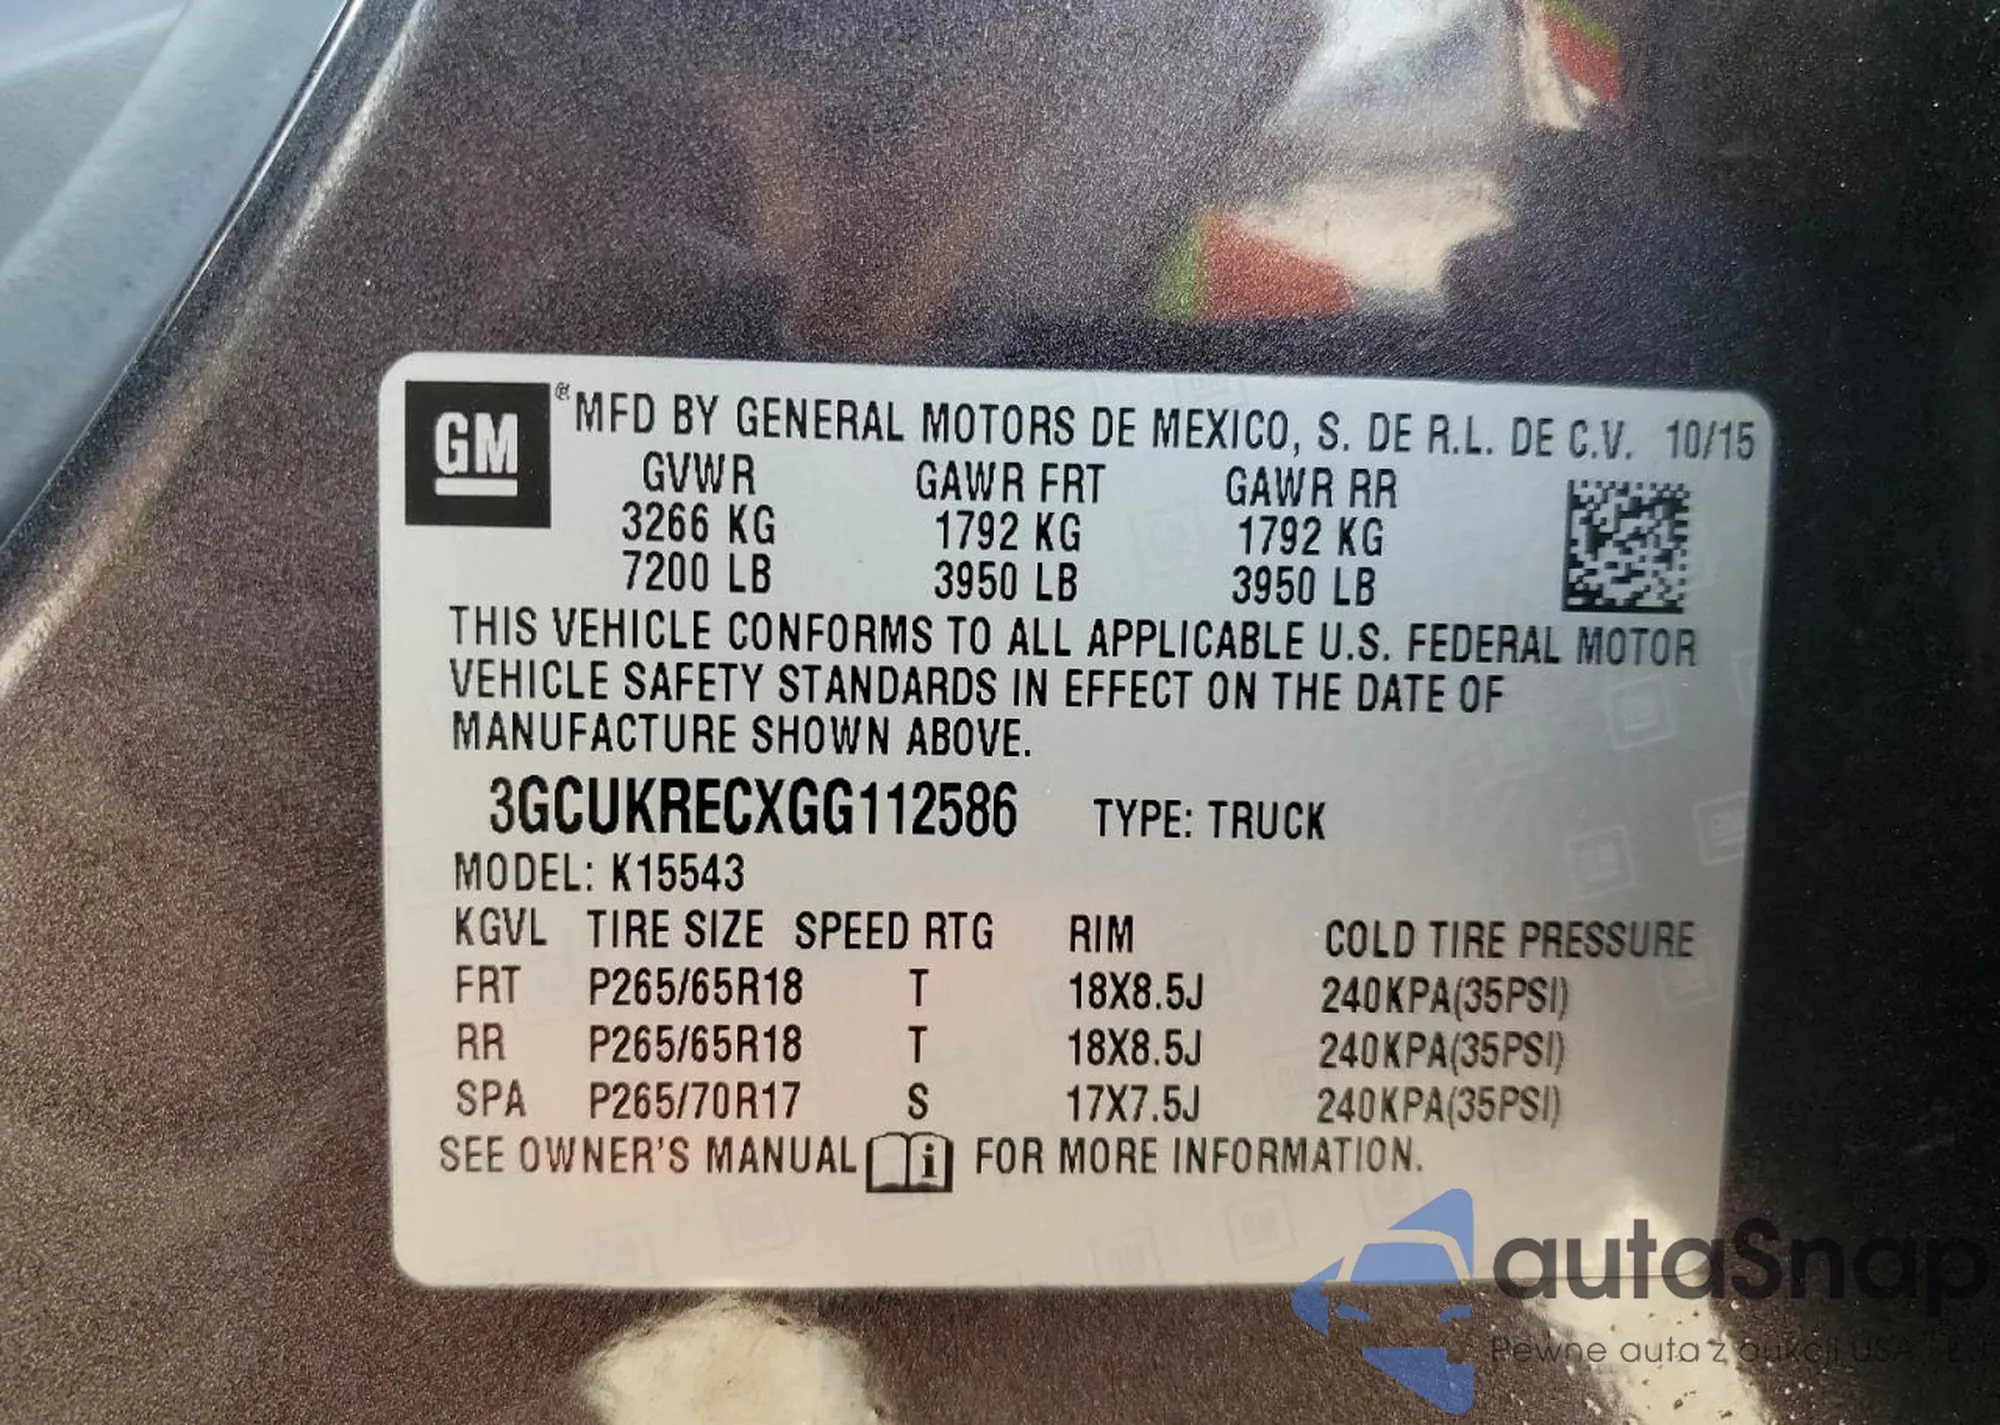 GM
® MFD BY GENERAL MOTORS DE MEXICO, S. DE R.L. DE C.V. 10/15
GVWR GAWR FRT GAWR RR
3266 KG 1792 KG 1792 KG
7200 LB 3950 LB 3950 LB
THIS VEHICLE CONFORMS TO ALL APPLICABLE U.S. FEDERAL MOTOR
VEHICLE SAFETY STANDARDS IN EFFECT ON THE DATE OF
MANUFACTURE SHOWN ABOVE.
3GCUKRECXGG112586 TYPE: TRUCK
MODEL: K15543
KGVL TIRE SIZE SPEED RTG RIM COLD TIRE PRESSURE
FRT P265/65R18 T 18X8.5J 240KPA(35PSI)
RR P265/65R18 T 18X8.5J 240KPA(35PSI)
SPA P265/70R17 S 17X7.5J 240KPA(35PSI)
SEE OWNER'S MANUAL i FOR MORE INFORMATION.
autaSnap
Pewne auta z aukcji USA